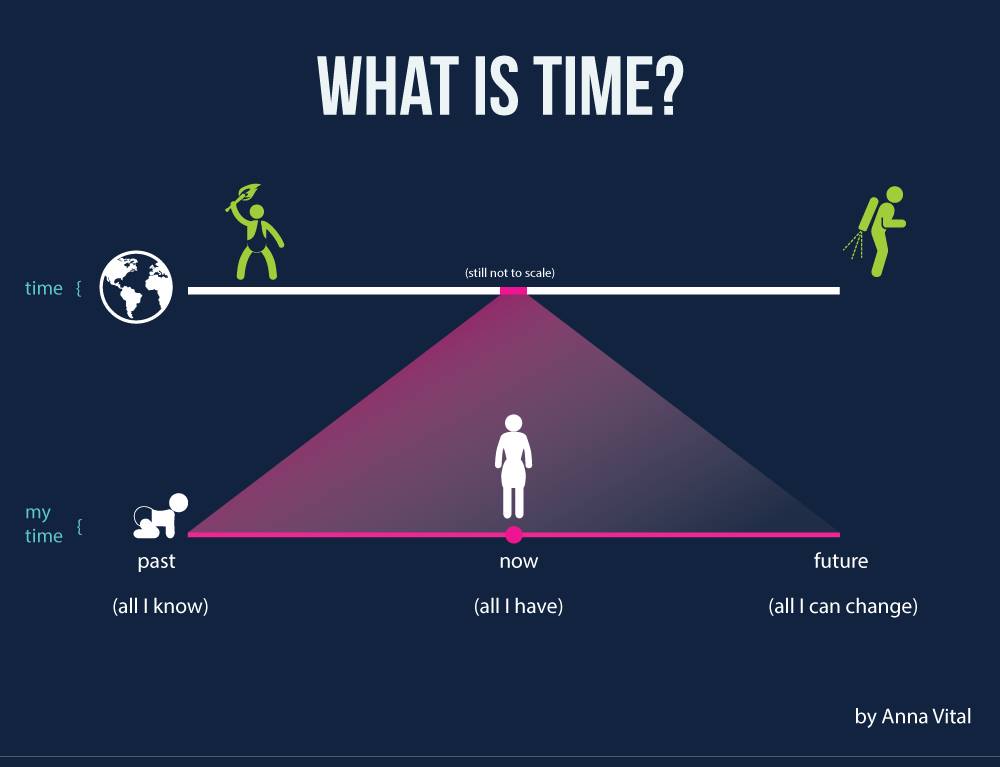 WHAT IS TIME?
(still not to scale)
time {
my
time {
past
now
future
(all I know)
(all I have)
(all I can change)
by Anna Vital